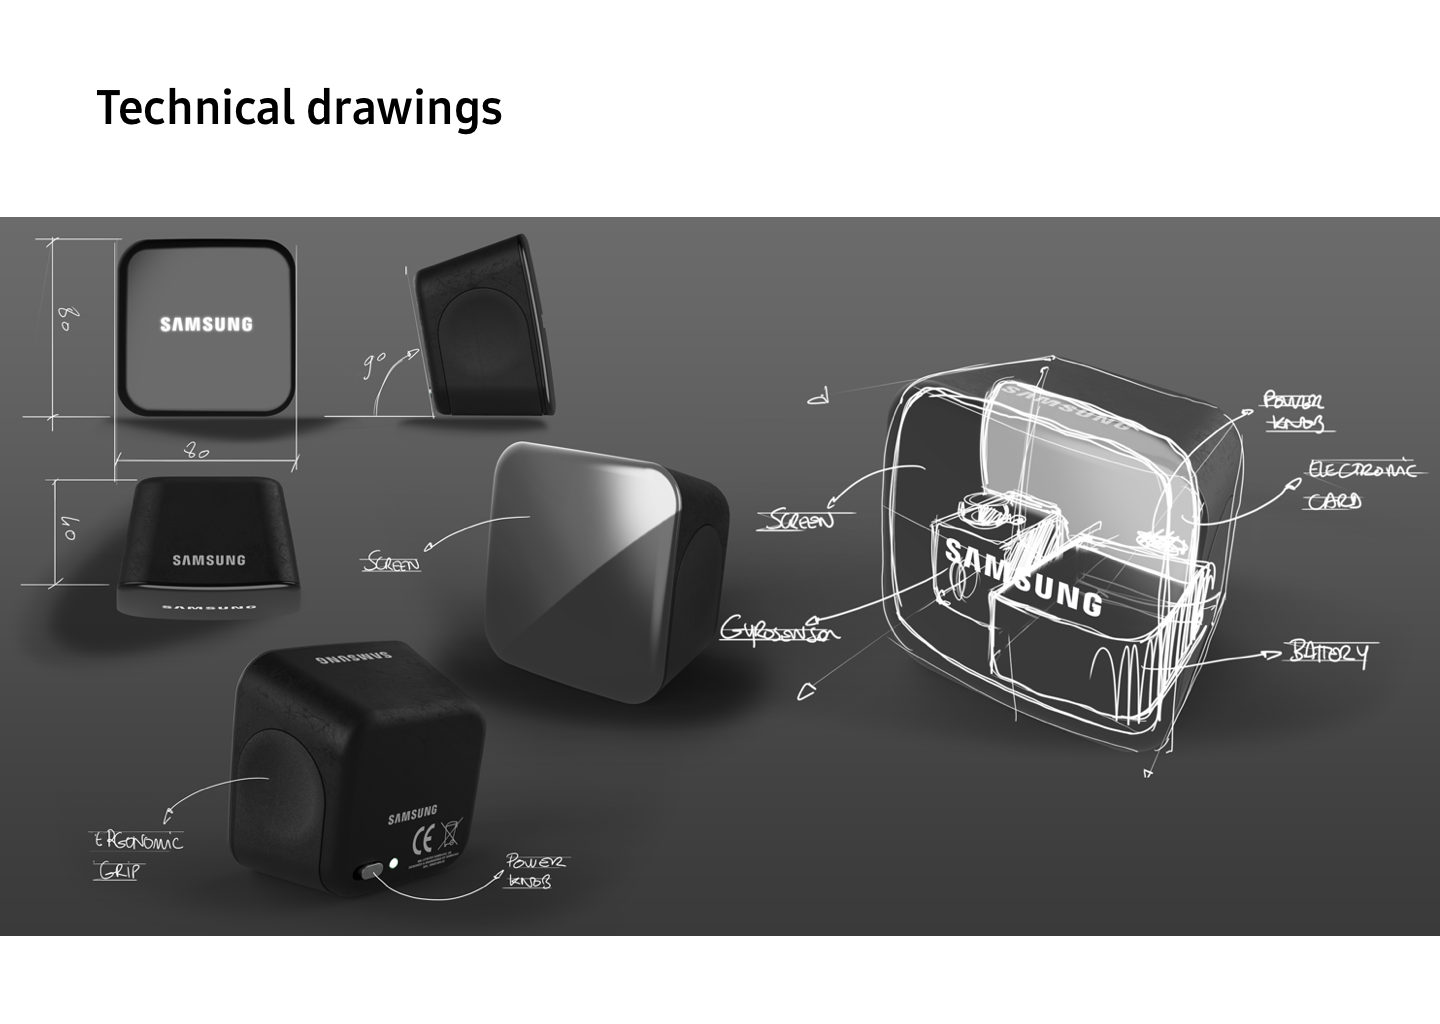 Technical drawings
80
SAMSUNG
90
80
40
SAMSUNG
SAMSUNG
SCREEN
SAMSUNG
ERGONOMIC
GRIP
SAMSUNG
CE
POWER
KNOB
SAMSUNG
POWER
KNOB
ELECTRONIC
CARD
SCREEN
SAMSUNG
GYROSENSOR
BATTERY